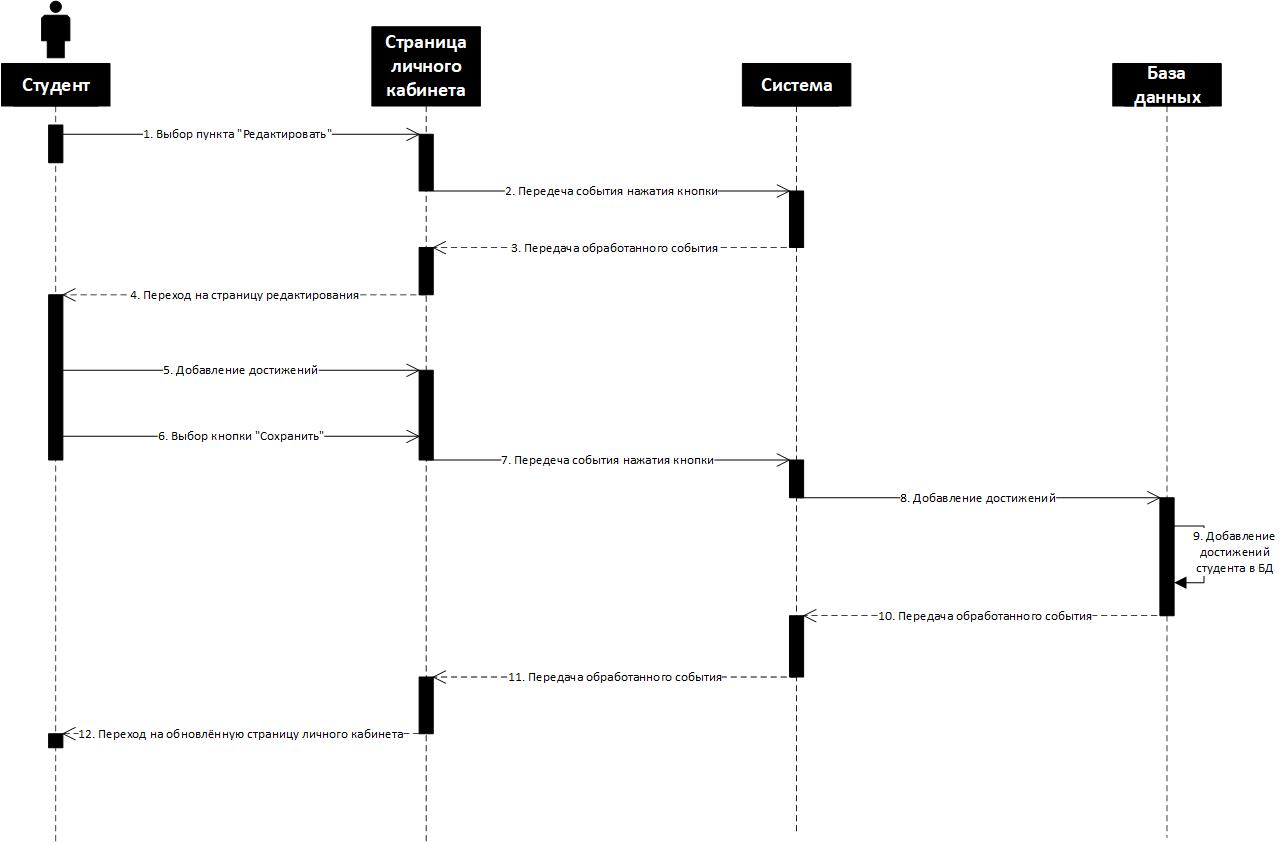 Студент
Страница
личного
кабинета
Система
База
данных
1. Выбор пункта "Редактировать"
2. Передеча события нажатия кнопки
3. Передача обработанного события
4. Переход на страницу редактирования
5. Добавление достижений
6. Выбор кнопки "Сохранить"
7. Передеча события нажатия кнопки
8. Добавление достижений
9. Добавление
достижений
студента в БД
10. Передача обработанного события
11. Передача обработанного события
12. Переход на обновлённую страницу личного кабинета